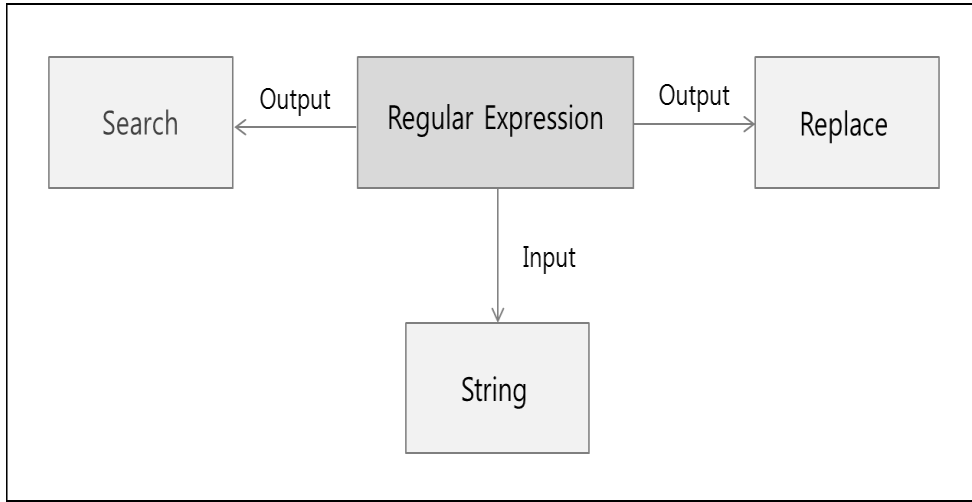 Search
Output
Regular Expression
Output
Replace
Input
String